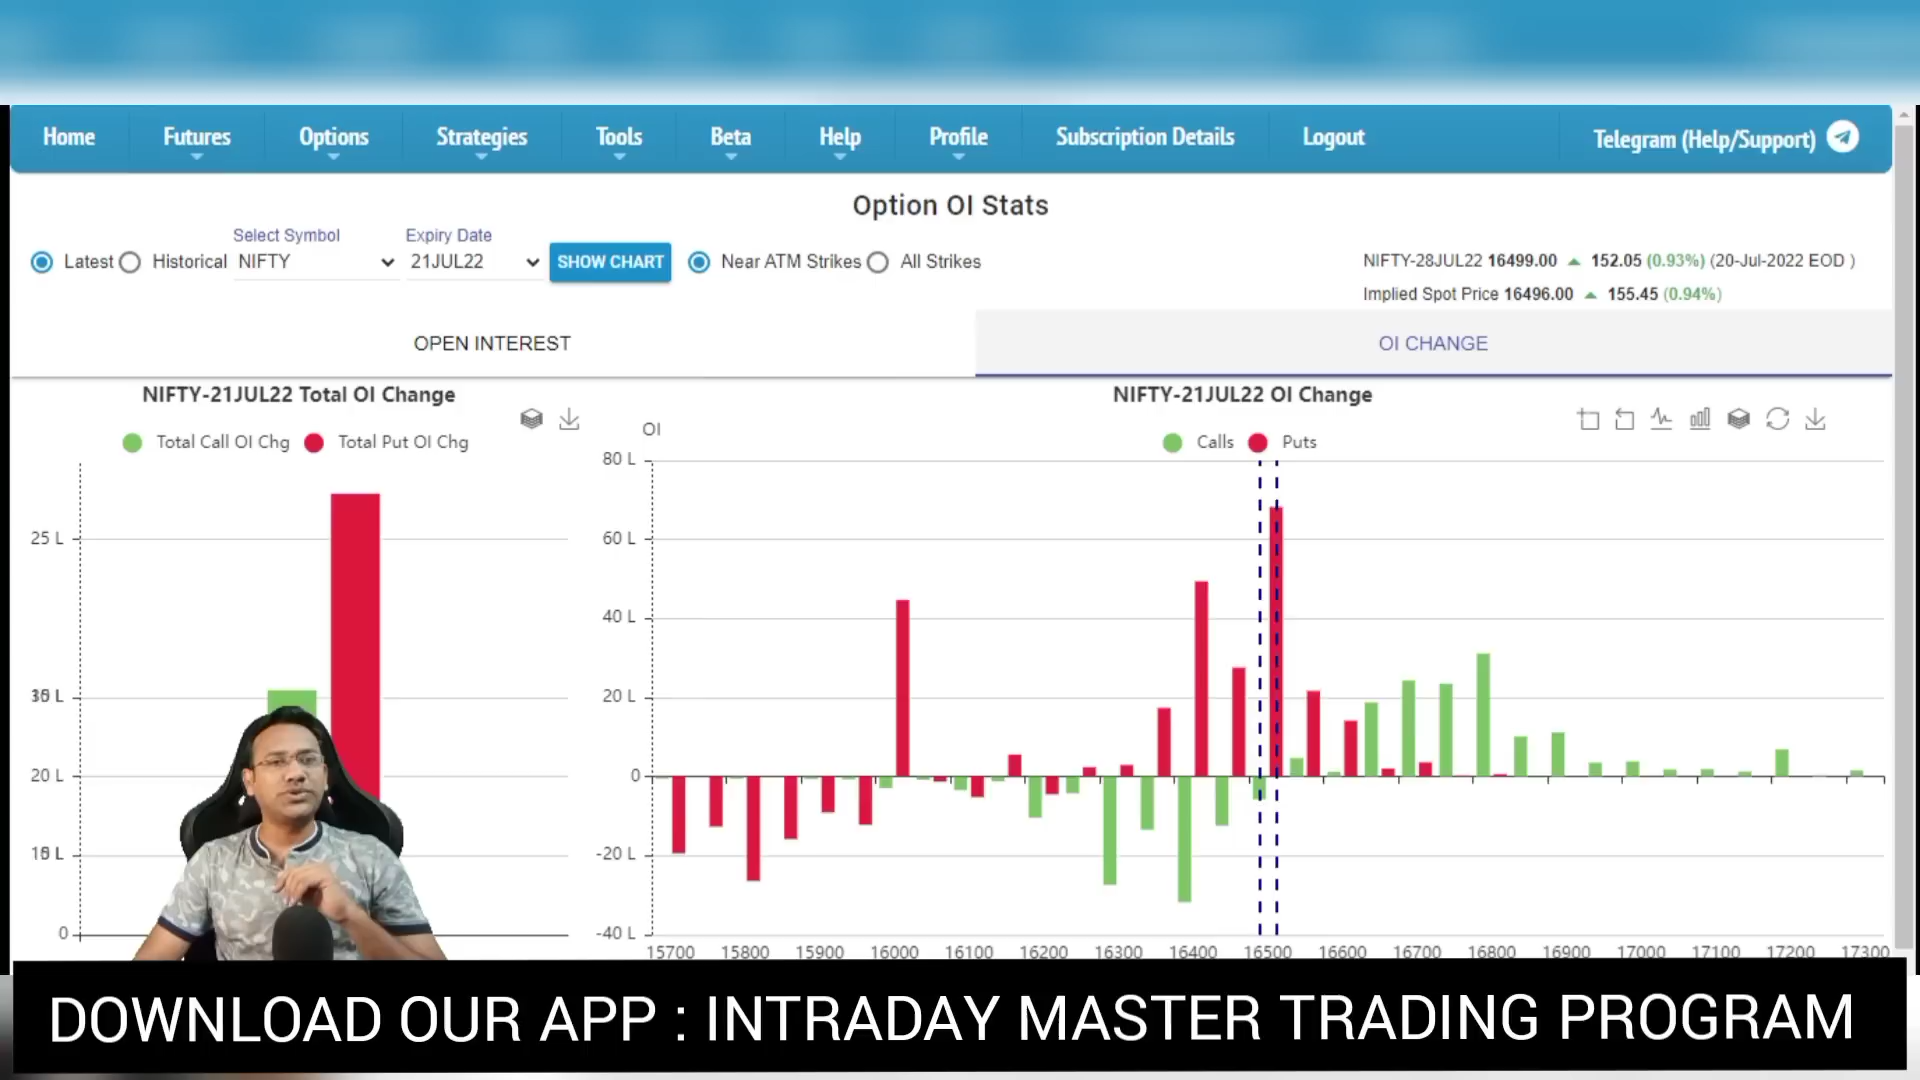 Home Futures Options Strategies Tools Beta Help Profile Subscription Details Logout Telegram (Help/Support)
Option OI Stats
Select Symbol Expiry Date
Latest Historical NIFTY 21JUL22 SHOW CHART Near ATM Strikes All Strikes
NIFTY-28JUL22 16499.00 ▲ 152.05 (0.93%) (20-Jul-2022 EOD )
Implied Spot Price 16496.00 ▲ 155.45 (0.94%)
OPEN INTEREST OI CHANGE
NIFTY-21JUL22 Total OI Change
Total Call OI Chg Total Put OI Chg
25 L
20 L
0
NIFTY-21JUL22 OI Change
OI
Calls Puts
80 L
60 L
40 L
20 L
0
-20 L
-40 L
15700 15800 15900 16000 16100 16200 16300 16400 16500 16600 16700 16800 16900 17000 17100 17200 17300
DOWNLOAD OUR APP : INTRADAY MASTER TRADING PROGRAM